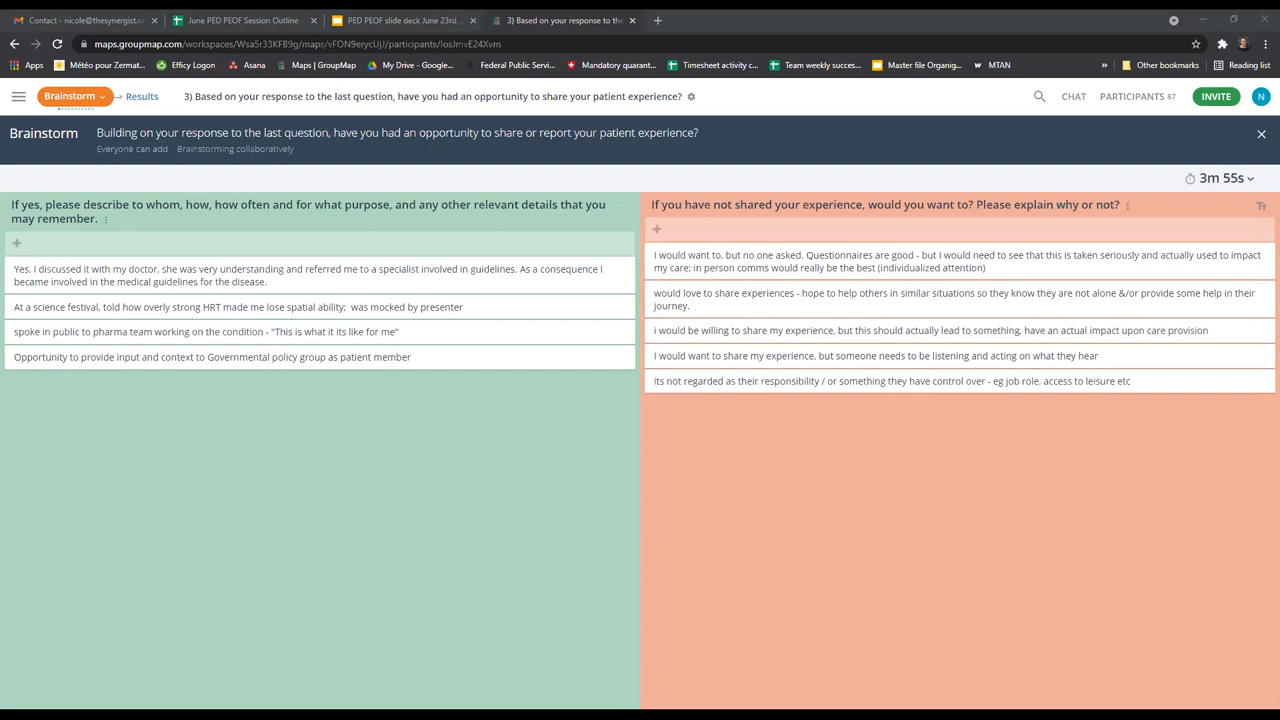 Contact - nicole@thesynergist.o
June PED PEOF Session Outline
PED PEOF slide deck June 23rd,
3) Based on your response to the
maps.groupmap.com/workspaces/Wsa5r33KFB9g/maps/vFON9erycUjJ/participants/losJmvE24Xvm
Apps Météo pour Zermat... Efficy Logon Asana Maps | GroupMap My Drive - Google... Federal Public Servi... Mandatory quarant... Timesheet activity c... Team weekly succes... Master file Organig... MTAN » Other bookmarks Reading list
Brainstorm Results 3) Based on your response to the last question, have you had an opportunity to share your patient experience? CHAT PARTICIPANTS 87 INVITE N
Brainstorm Building on your response to the last question, have you had an opportunity to share or report your patient experience?
Everyone can add Brainstorming collaboratively
3m 55s
If yes, please describe to whom, how, how often and for what purpose, and any other relevant details that you
may remember.
Yes, I discussed it with my doctor, she was very understanding and referred me to a specialist involved in guidelines. As a consequence I
became involved in the medical guidelines for the disease.
At a science festival, told how overly strong HRT made me lose spatial ability; was mocked by presenter
spoke in public to pharma team working on the condition - "This is what it its like for me"
Opportunity to provide input and context to Governmental policy group as patient member
If you have not shared your experience, would you want to? Please explain why or not?
Tr
I would want to, but no one asked. Questionnaires are good - but I would need to see that this is taken seriously and actually used to impact
my care; in person comms would really be the best (individualized attention)
would love to share experiences - hope to help others in similar situations so they know they are not alone &/or provide some help in their
journey.
i would be willing to share my experience, but this should actually lead to something, have an actual impact upon care provision
I would want to share my experience, but someone needs to be listening and acting on what they hear
its not regarded as their responsibility / or something they have control over - eg job role, access to leisure etc